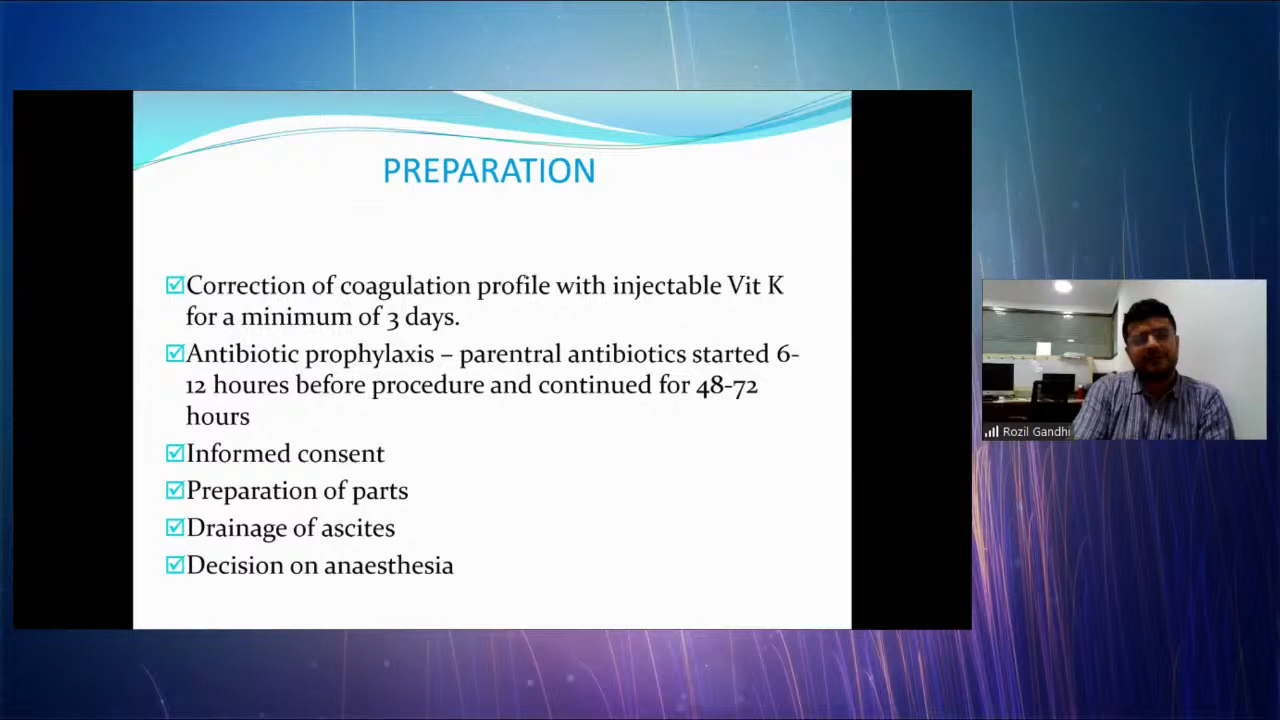 PREPARATION
Correction of coagulation profile with injectable Vit K
for a minimum of 3 days.
Antibiotic prophylaxis – parentral antibiotics started 6-
12 houres before procedure and continued for 48-72
hours
Informed consent
Preparation of parts
Drainage of ascites
Decision on anaesthesia
Rozil Gandhi